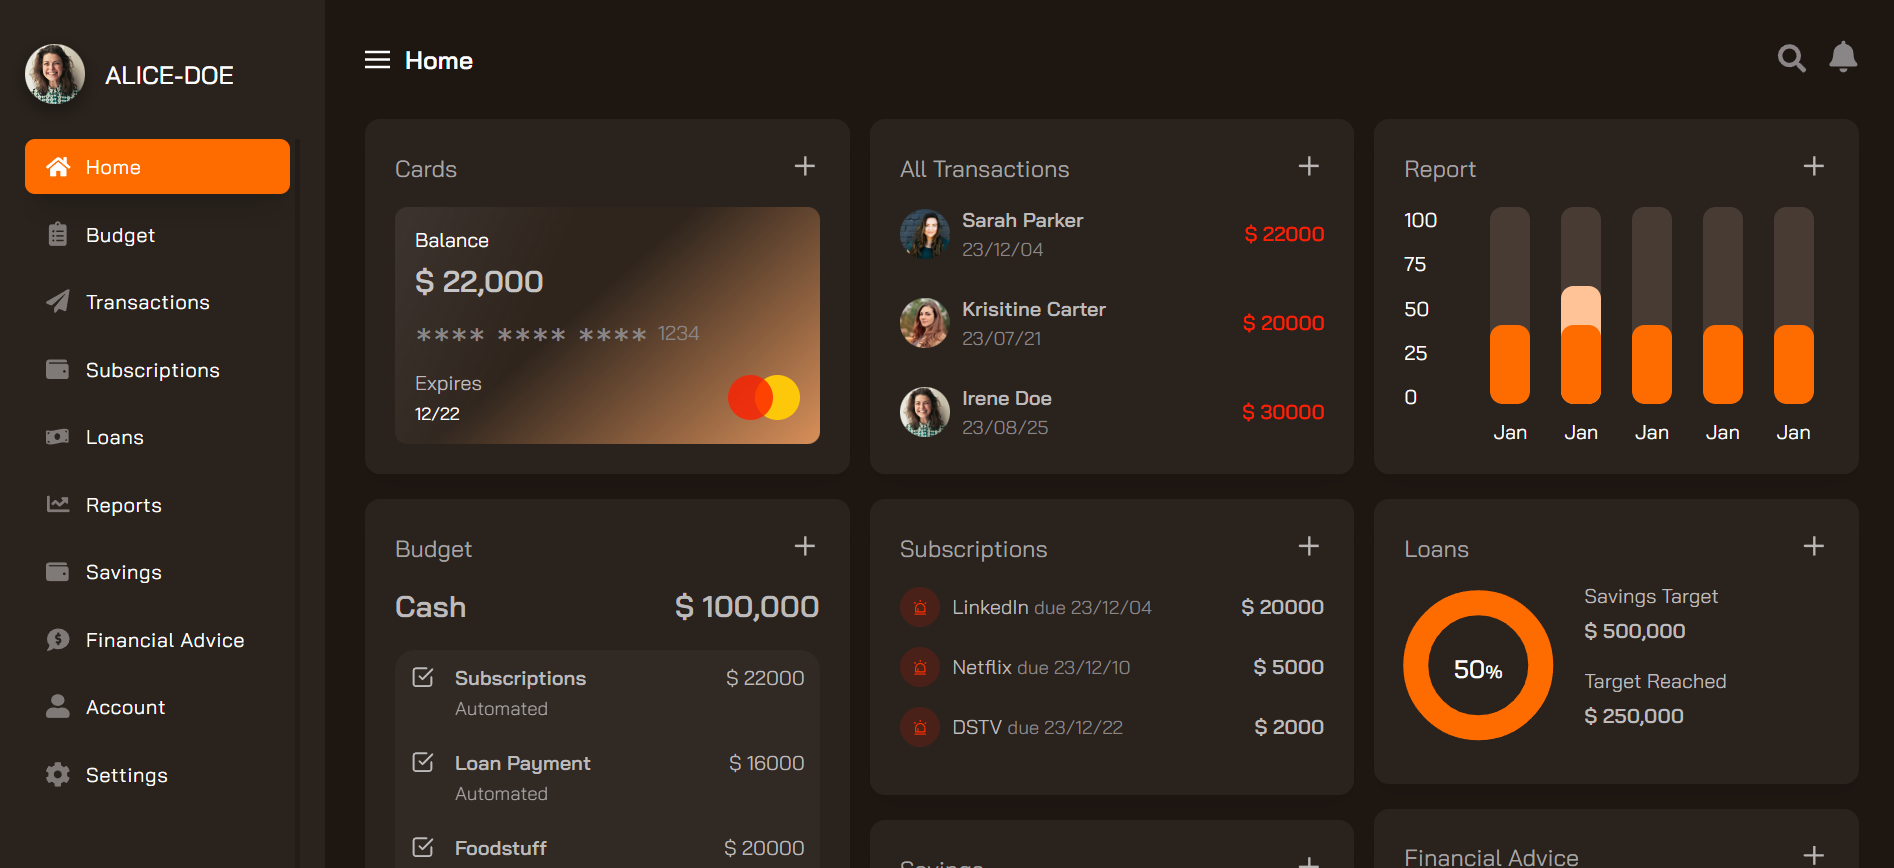 ALICE-DOE
Home
Budget
Transactions
Subscriptions
Loans
Reports
Savings
Financial Advice
Account
Settings
Home
Cards
Balance
$ 22,000
**** **** **** 1234
Expires
12/22
All Transactions
Sarah Parker
23/12/04
$ 22000
Krisitine Carter
23/07/21
$ 20000
Irene Doe
23/08/25
$ 30000
Report
100
75
50
25
0
Jan Jan Jan Jan Jan
Budget
Cash $ 100,000
Subscriptions $ 22000
Automated
Loan Payment $ 16000
Automated
Foodstuff $ 20000
Subscriptions
LinkedIn due 23/12/04 $ 20000
Netflix due 23/12/10 $ 5000
DSTV due 23/12/22 $ 2000
Loans
50%
Savings Target
$ 500,000
Target Reached
$ 250,000
Savings
Financial Advice